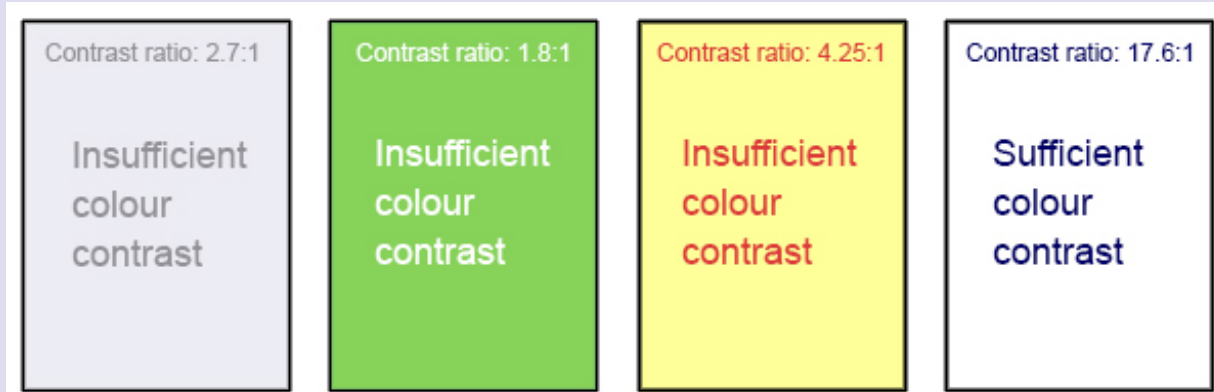 Contrast ratio: 2.7:1
Insufficient
colour
contrast
Contrast ratio: 1.8:1
Insufficient
colour
contrast
Contrast ratio: 4.25:1
Insufficient
colour
contrast
Contrast ratio: 17.6:1
Sufficient
colour
contrast